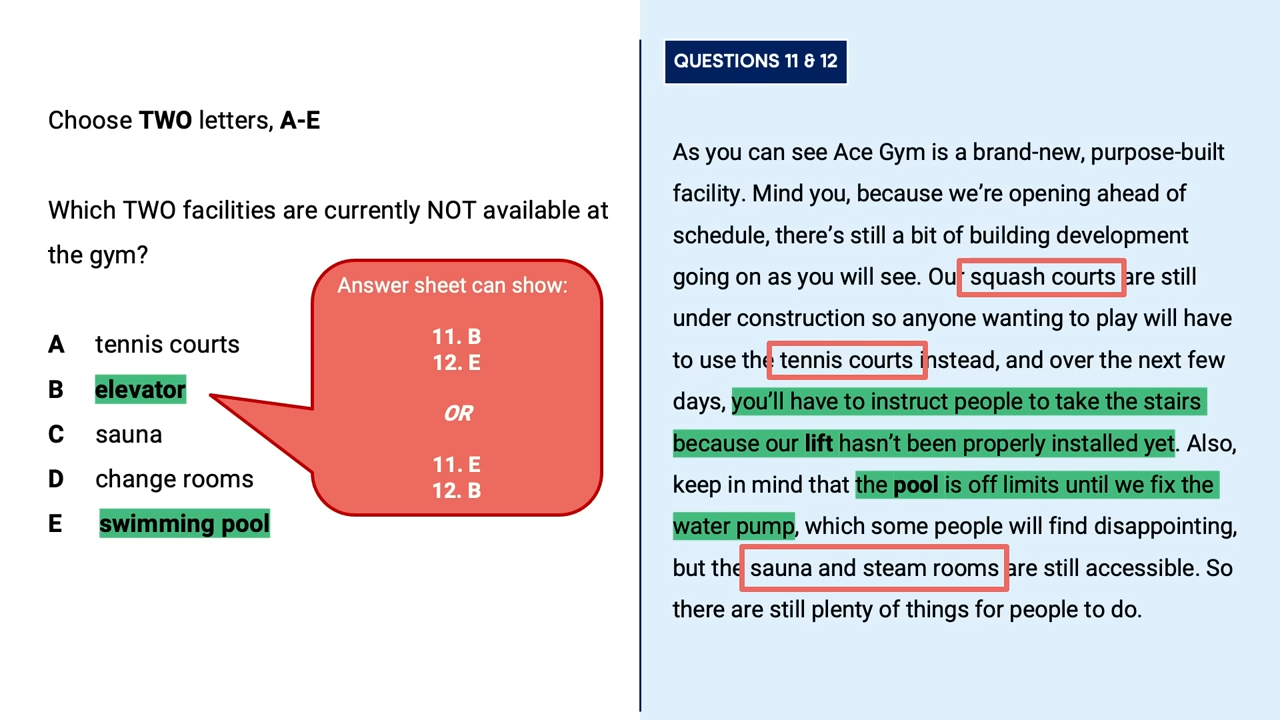 Choose TWO letters, A-E
Which TWO facilities are currently NOT available at
the gym?
A tennis courts
B elevator
C sauna
D change rooms
E swimming pool
Answer sheet can show:
11. B
12. E
OR
11. E
12. B
QUESTIONS 11 & 12
As you can see Ace Gym is a brand-new, purpose-built
facility. Mind you, because we’re opening ahead of
schedule, there’s still a bit of building development
going on as you will see. Our squash courts are still
under construction so anyone wanting to play will have
to use the tennis courts instead, and over the next few
days, you’ll have to instruct people to take the stairs
because our lift hasn’t been properly installed yet. Also,
keep in mind that the pool is off limits until we fix the
water pump, which some people will find disappointing,
but the sauna and steam rooms are still accessible. So
there are still plenty of things for people to do.